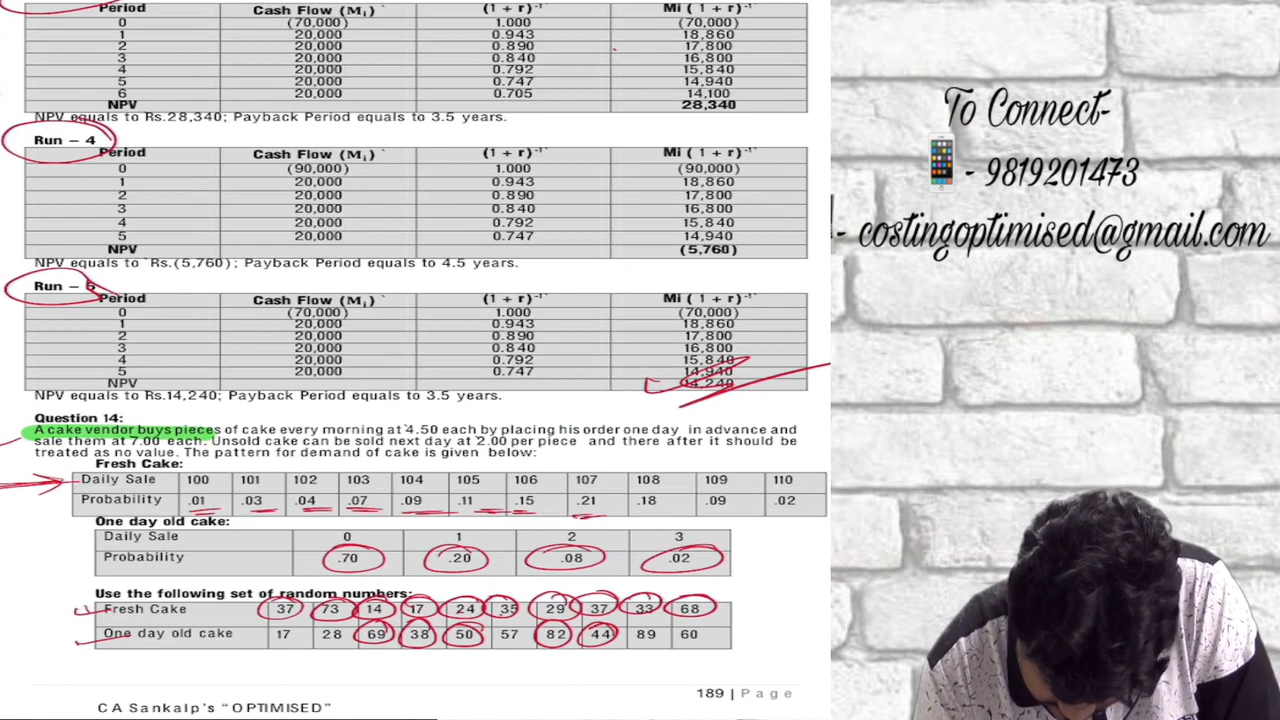 Period Cash Flow (Mi) ` (1 + r)-1` Mi ( 1 + r)-1`
0 (70,000) 1.000 (70,000)
1 20,000 0.943 18,860
2 20,000 0.890 17,800
3 20,000 0.840 16,800
4 20,000 0.792 15,840
5 20,000 0.747 14,940
6 20,000 0.705 14,100
NPV 28,340
NPV equals to Rs.28,340; Payback Period equals to 3.5 years.
Run – 4
Period Cash Flow (Mi) ` (1 + r)-1` Mi ( 1 + r)-1`
0 (90,000) 1.000 (90,000)
1 20,000 0.943 18,860
2 20,000 0.890 17,800
3 20,000 0.840 16,800
4 20,000 0.792 15,840
5 20,000 0.747 14,940
NPV (5,760)
NPV equals to `Rs.(5,760); Payback Period equals to 4.5 years.
Run – 5
Period Cash Flow (Mi) ` (1 + r)-1` Mi ( 1 + r)-1`
0 (70,000) 1.000 (70,000)
1 20,000 0.943 18,860
2 20,000 0.890 17,800
3 20,000 0.840 16,800
4 20,000 0.792 15,840
5 20,000 0.747 14,940
NPV 14,240
NPV equals to Rs.14,240; Payback Period equals to 3.5 years.
Question 14:
A cake vendor buys pieces of cake every morning at `4.50 each by placing his order one day in advance and
sale them at 7.00 each. Unsold cake can be sold next day at `2.00 per piece and there after it should be
treated as no value. The pattern for demand of cake is given below:
Fresh Cake:
Daily Sale 100 101 102 103 104 105 106 107 108 109 110
Probability .01 .03 .04 .07 .09 .11 .15 .21 .18 .09 .02
One day old cake:
Daily Sale 0 1 2 3
Probability .70 .20 .08 .02
Use the following set of random numbers:
Fresh Cake 37 73 14 17 24 35 29 37 33 68
One day old cake 17 28 69 38 50 57 82 44 89 60
189 | Page
CA Sankalp's "OPTIMISED"
To Connect-
- 9819201473
- costingoptimised@gmail.com